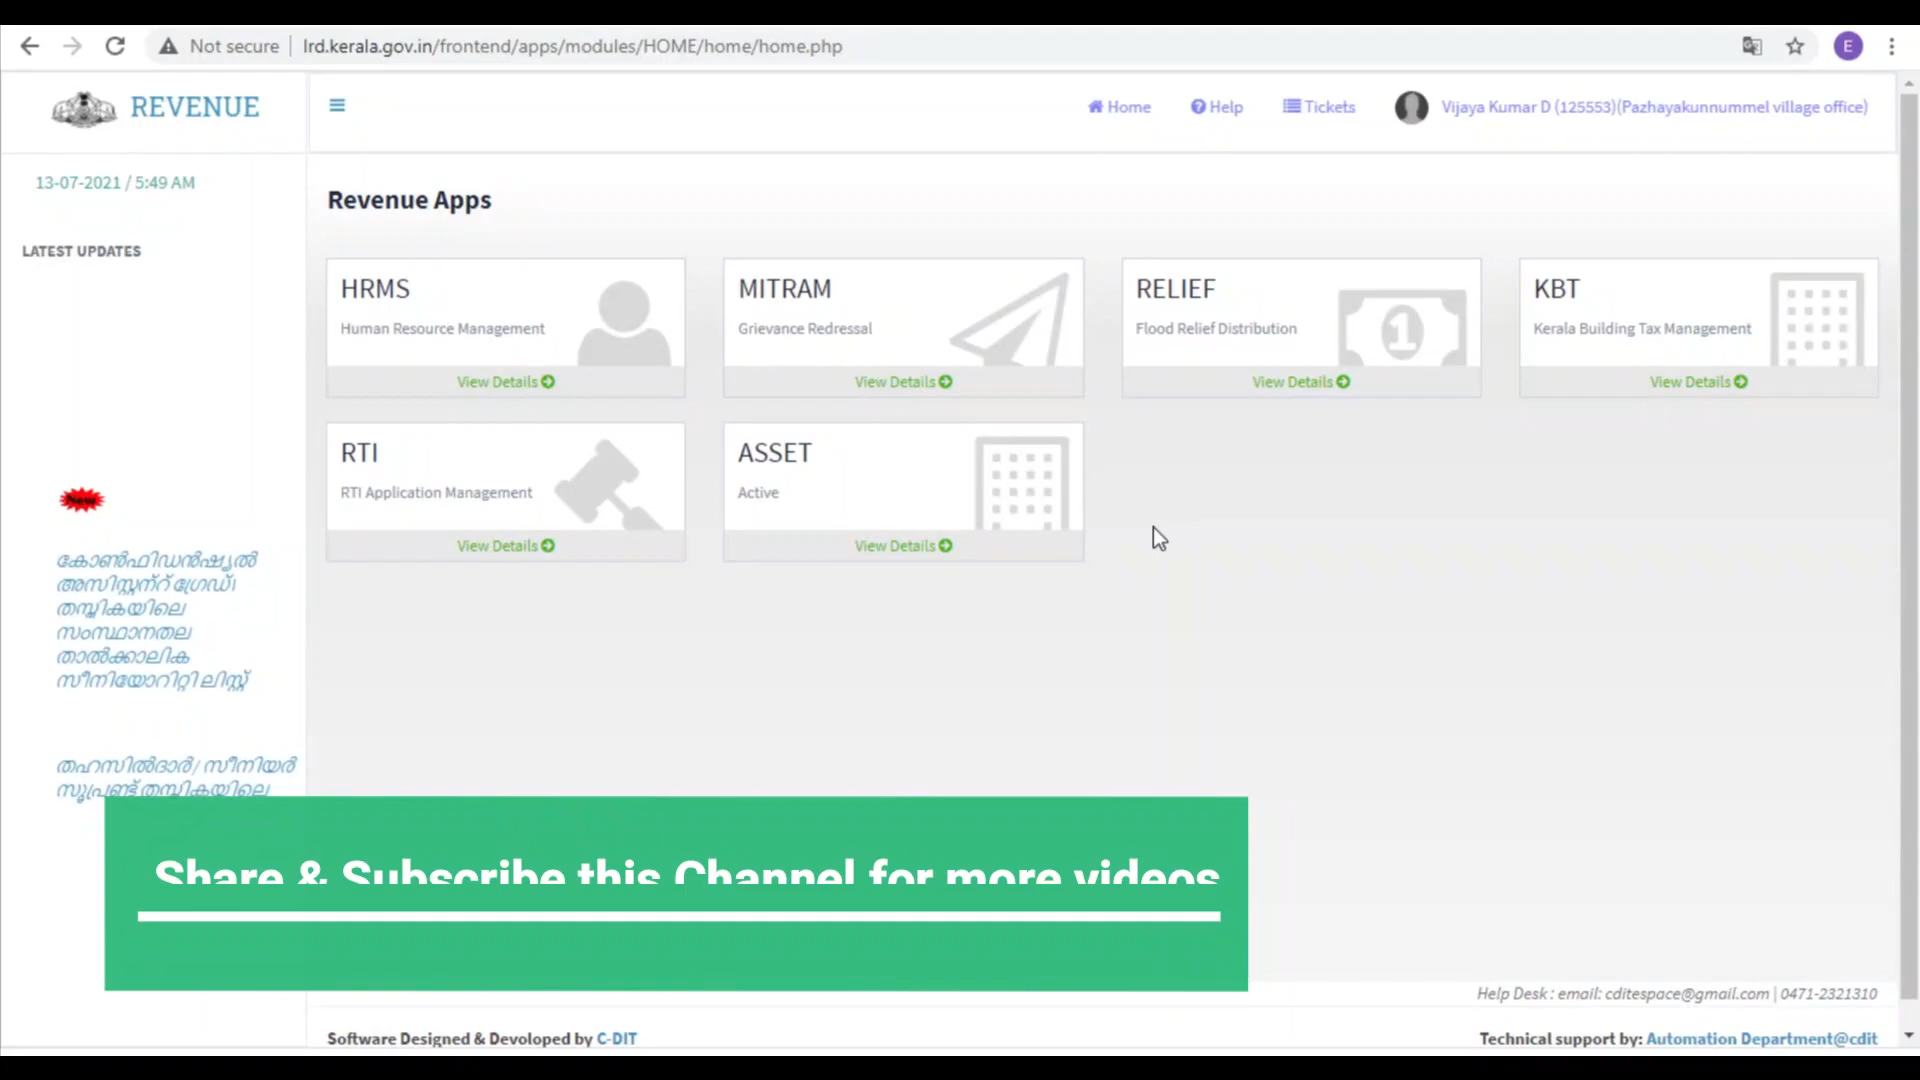 Not secure | lrd.kerala.gov.in/frontend/apps/modules/HOME/home/home.php
E
REVENUE
Home
Help
Tickets
Vijaya Kumar D (125553)(Pazhayakunnummel village office)
13-07-2021 / 5:49 AM
LATEST UPDATES
New
കോൺഫിഡൻഷ്യൽ
അസിസ്റ്റന്റ് ഗ്രേഡ്I
തസ്തികയിലെ
സംസ്ഥാനതല
താൽക്കാലിക
സീനിയോറിറ്റി ലിസ്റ്റ്
തഹസിൽദാർ/ സീനിയർ
സൂപ്രണ്ട് തസ്തികയിലെ
Revenue Apps
HRMS
Human Resource Management
View Details
MITRAM
Grievance Redressal
View Details
RELIEF
Flood Relief Distribution
View Details
KBT
Kerala Building Tax Management
View Details
RTI
RTI Application Management
View Details
ASSET
Active
View Details
Share & Subscribe this Channel for more videos
Help Desk : email: cditespace@gmail.com | 0471-2321310
Software Designed & Devoloped by C-DIT
Technical support by: Automation Department@cdit